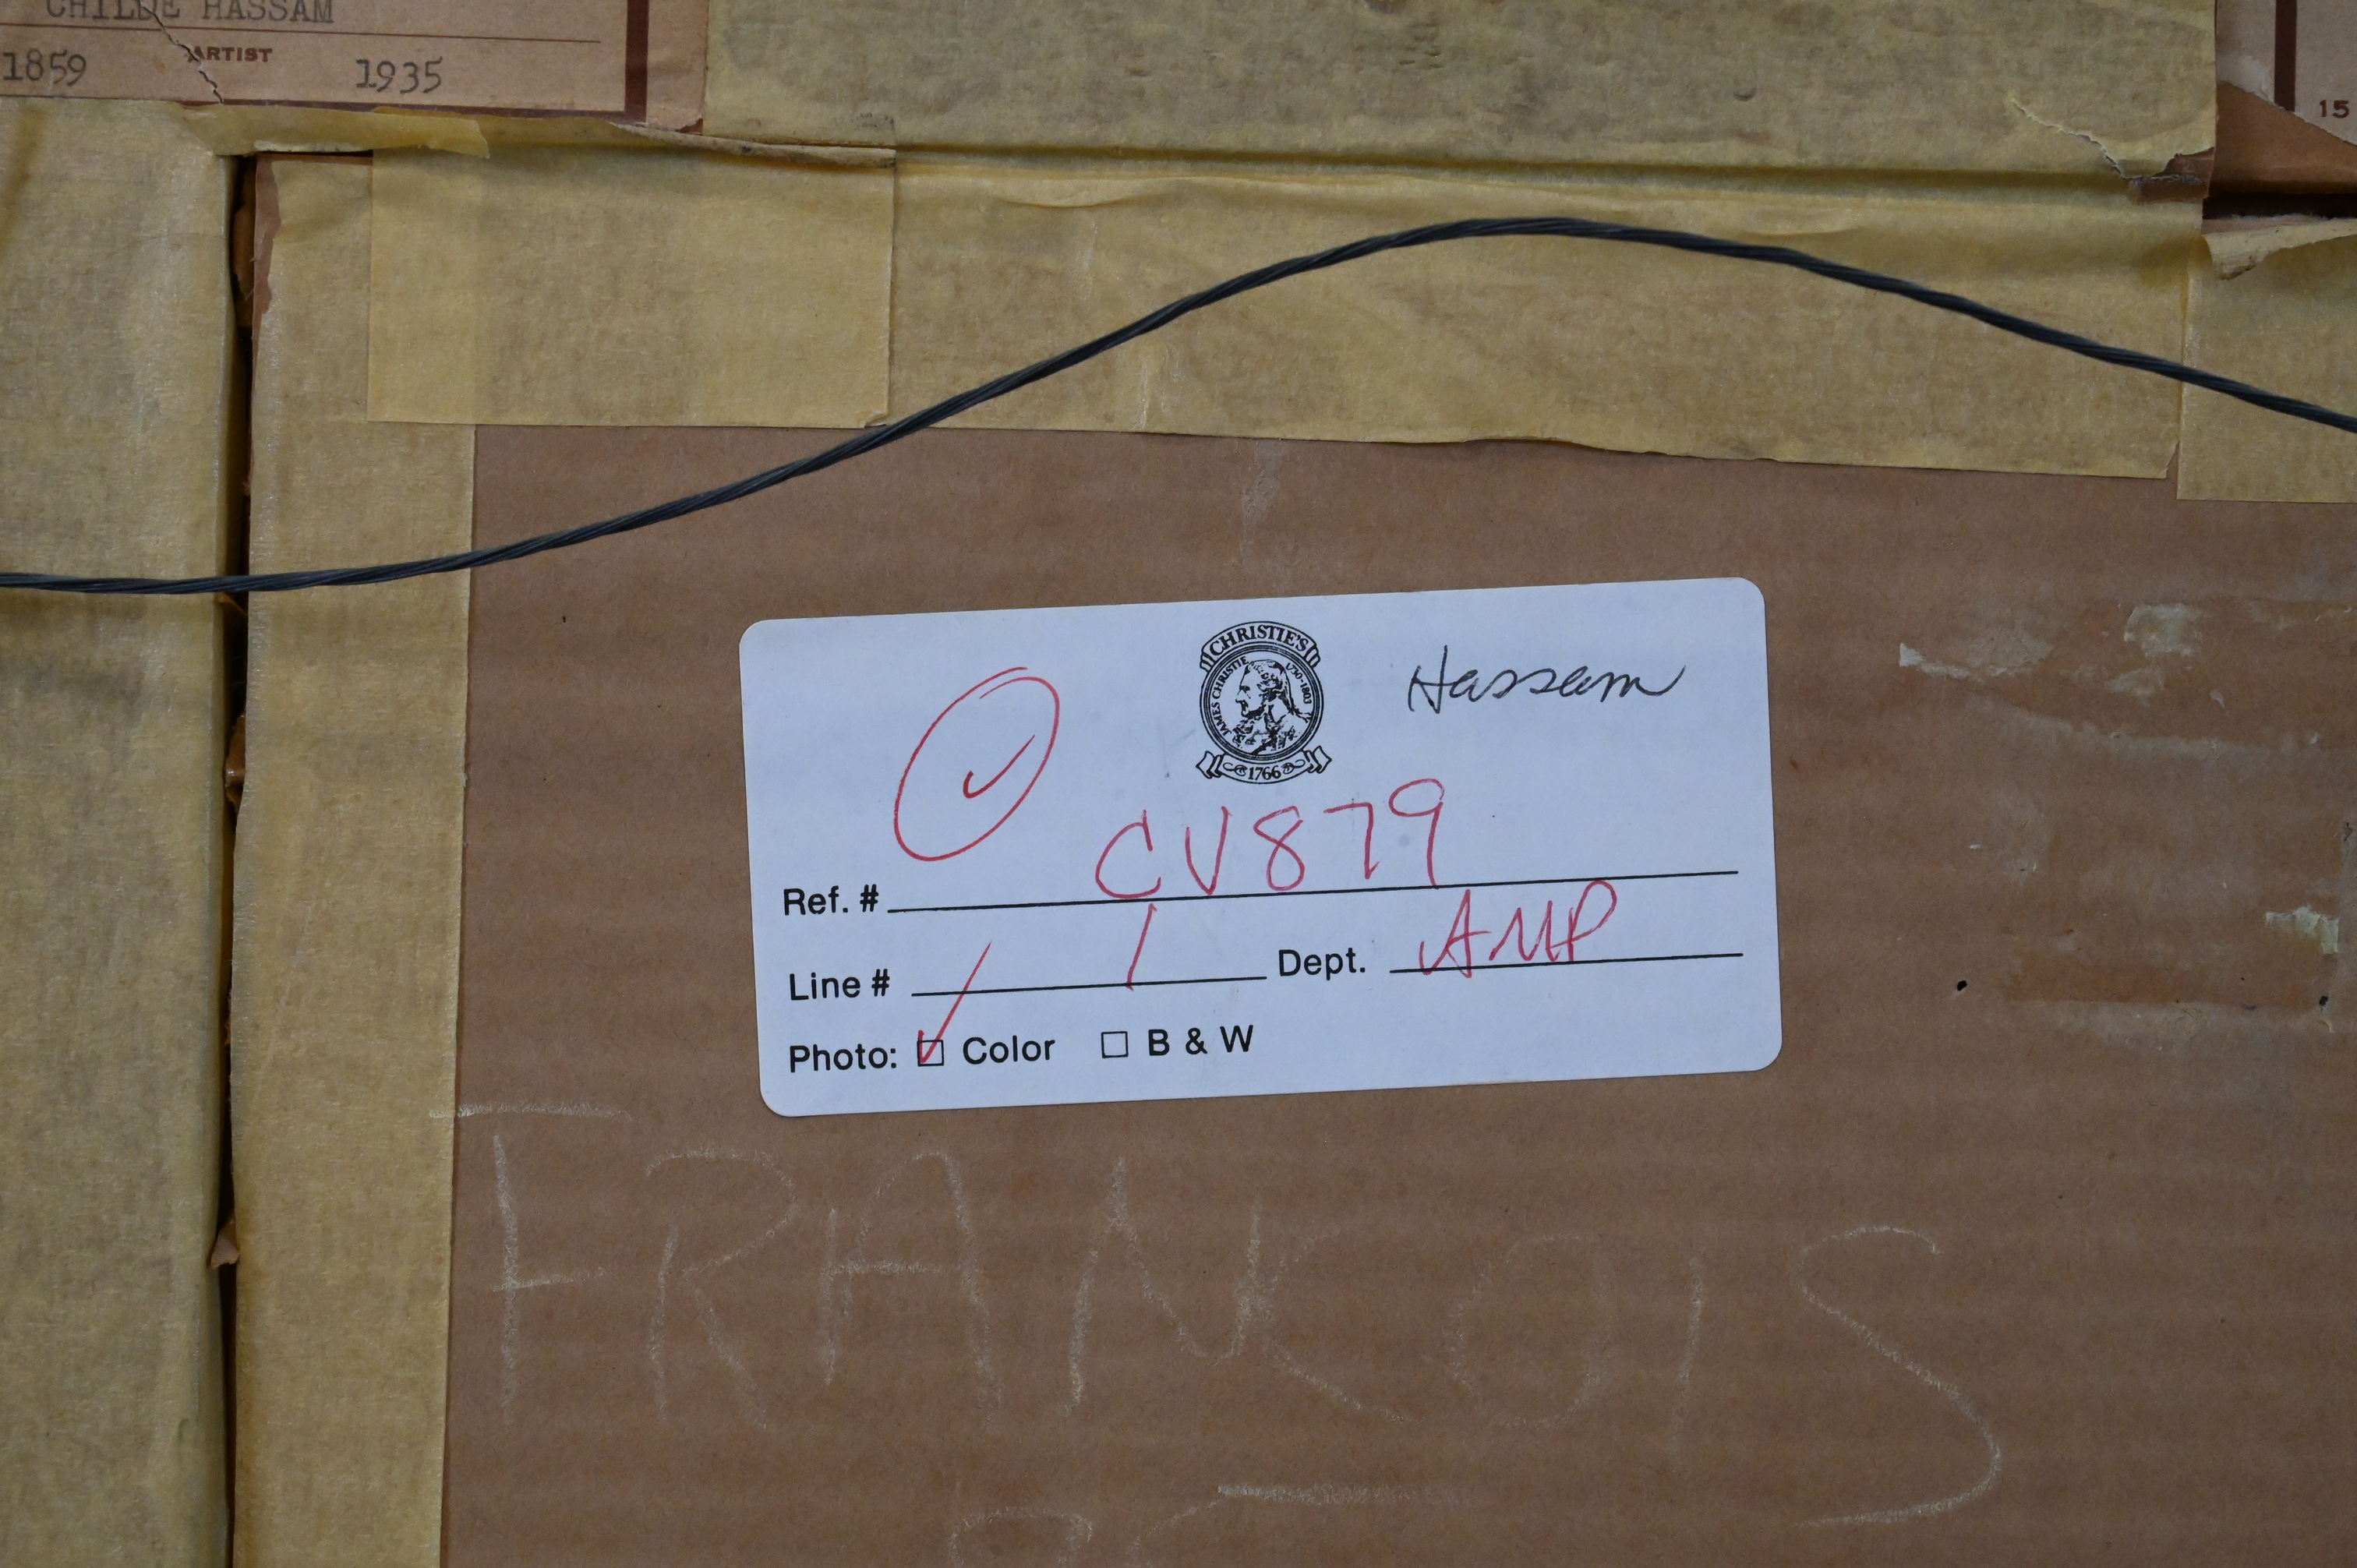 CHILDE HASSAM
1859 ARTIST 1935
15
CHRISTIE'S
JAMES CHRISTIE 1730-1803
1766
Hassam
Ref. # CV879
Line # 1 Dept. AMP
Photo: Color B & W
FRANCOIS